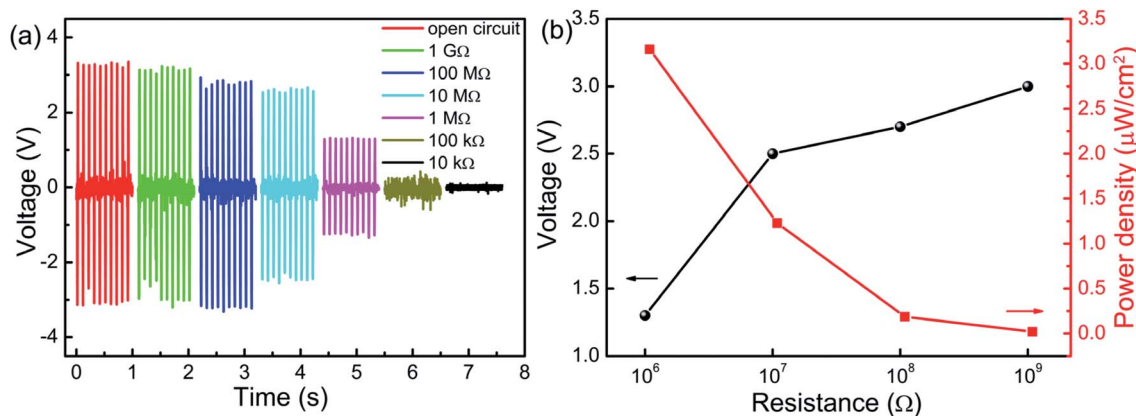 (a)
open circuit
1 GΩ
100 MΩ
10 MΩ
1 MΩ
100 kΩ
10 kΩ
4
2
0
-2
-4
Voltage (V)
0 1 2 3 4 5 6 7 8
Time (s)
(b)
3.5
3.0
2.5
2.0
1.5
1.0
Voltage (V)
10⁶ 10⁷ 10⁸ 10⁹
Resistance (Ω)
3.5
3.0
2.5
2.0
1.5
1.0
0.5
0.0
Power density (μW/cm²)